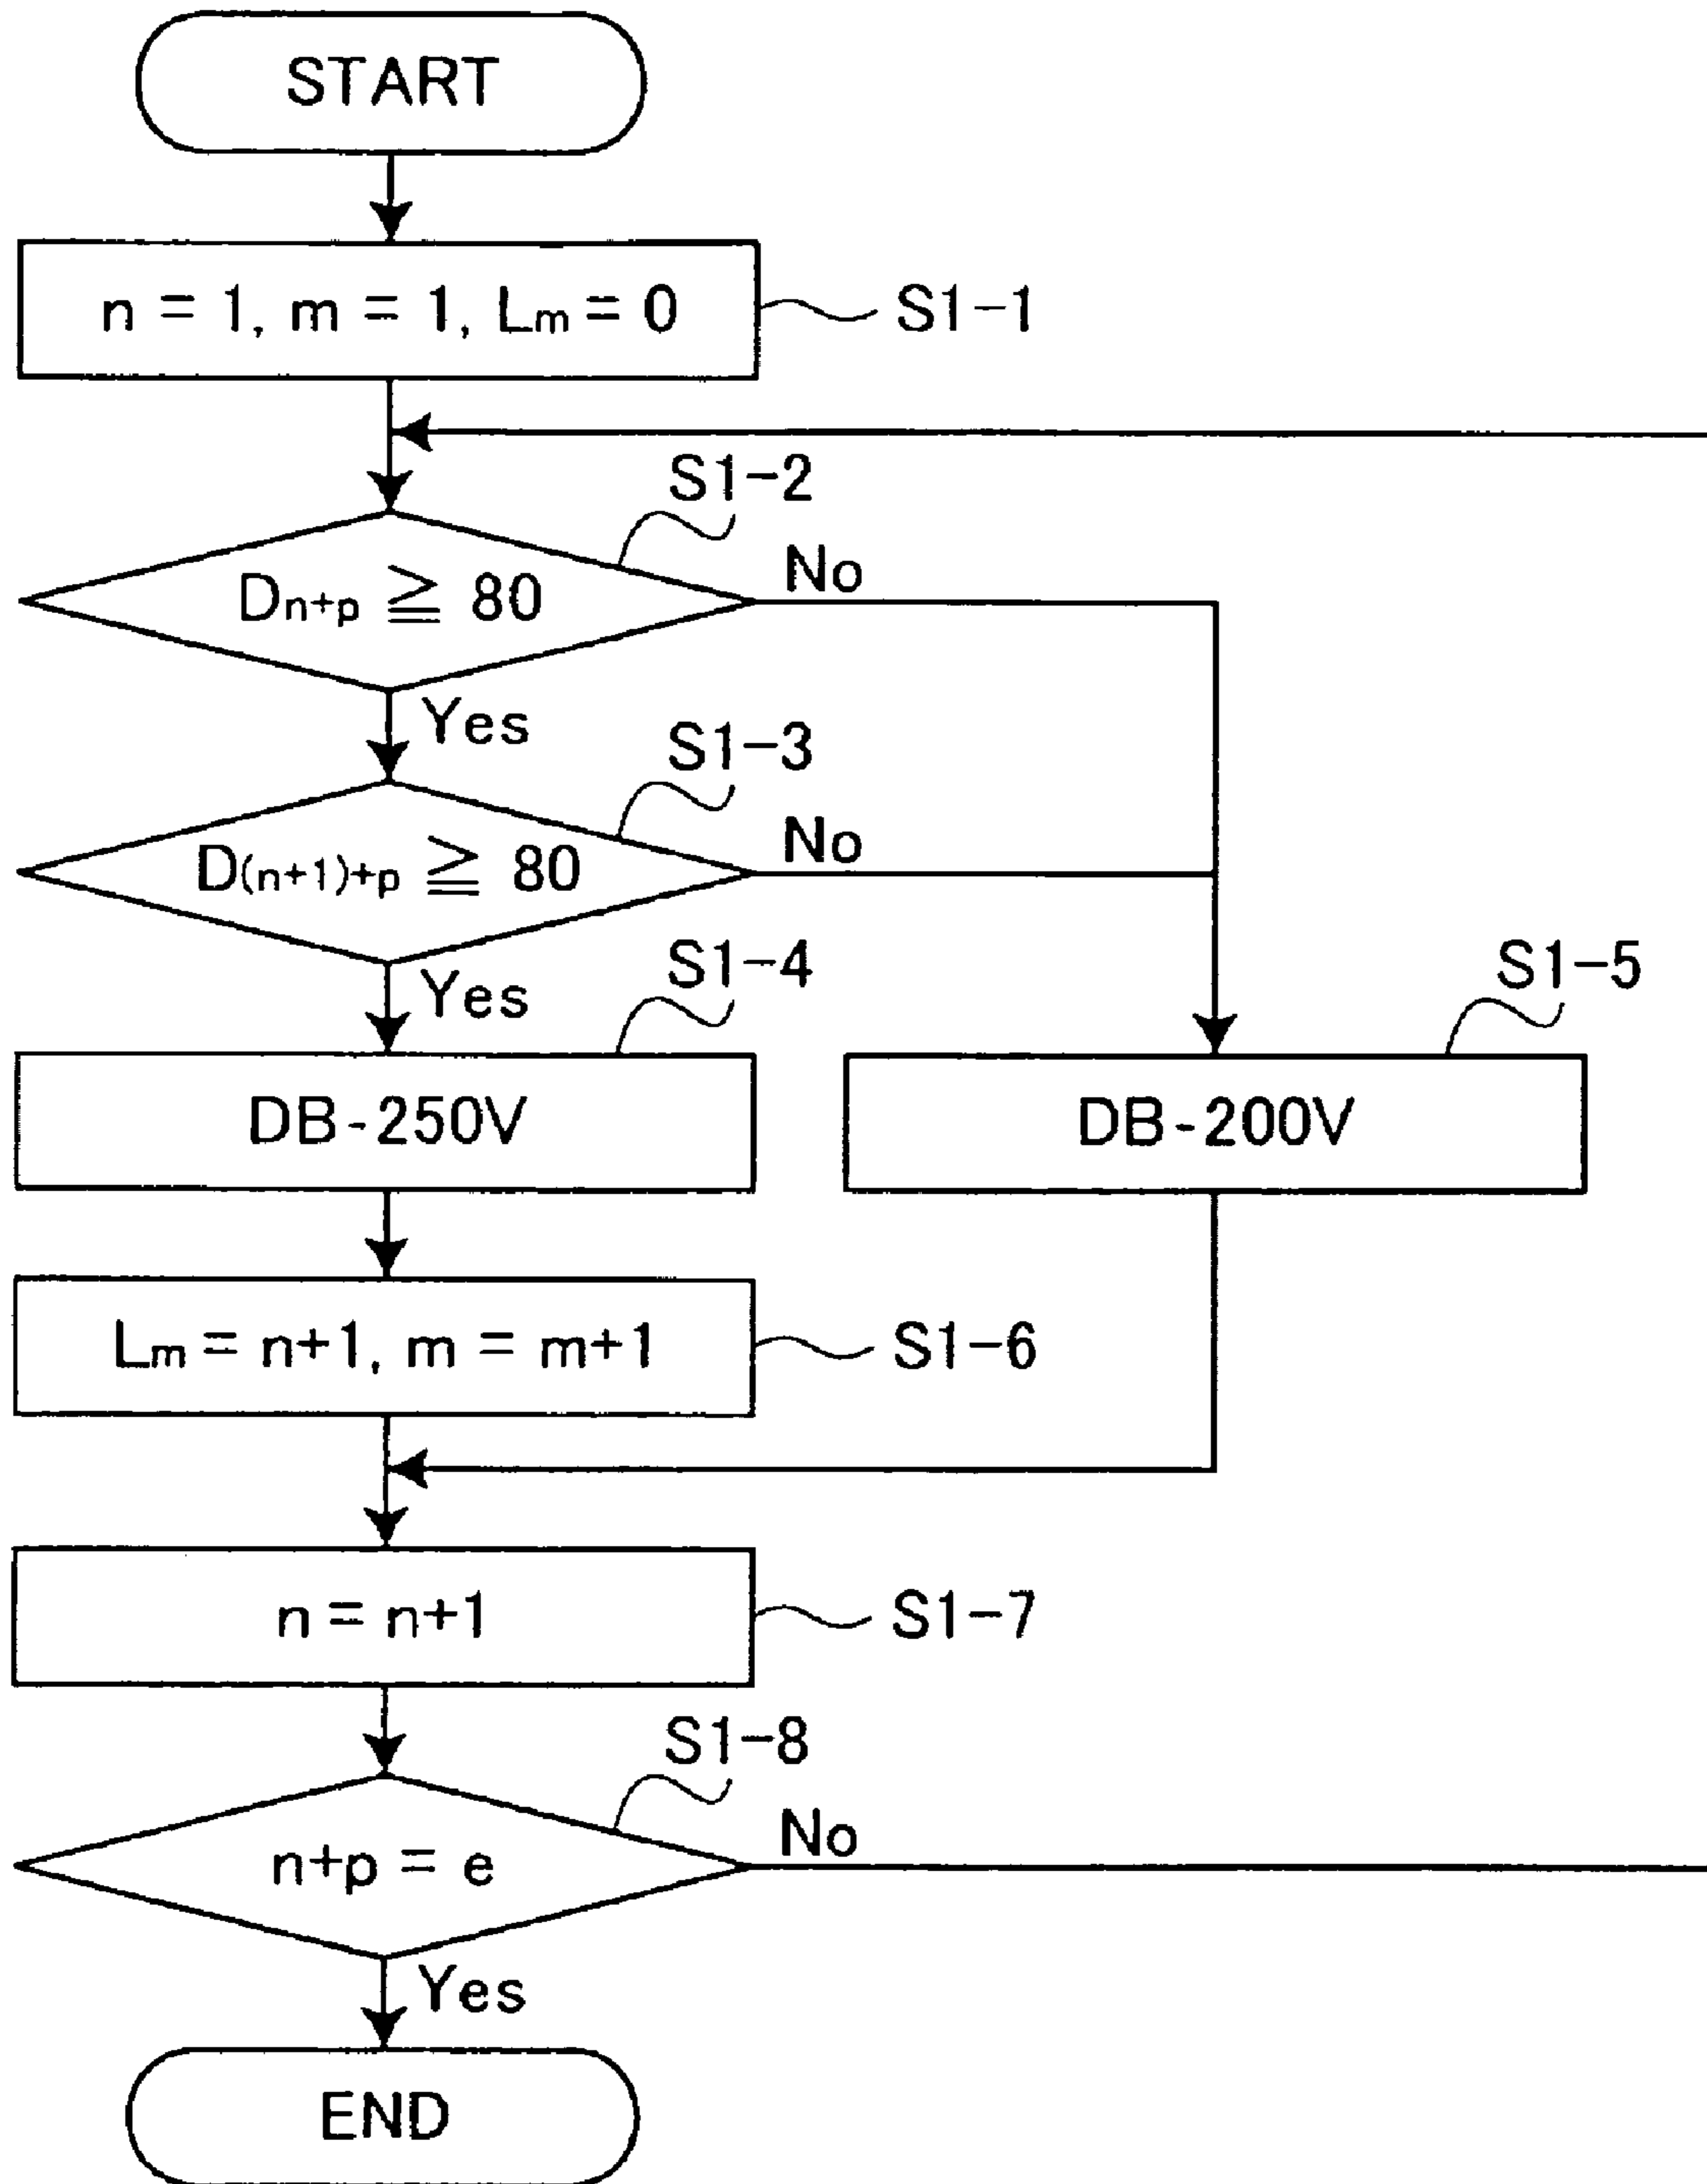 START
n = 1, m = 1, Lm = 0
S1-1
S1-2
Dn+p ≧ 80
No
Yes
S1-3
D(n+1)+p ≧ 80
No
Yes
S1-4
S1-5
DB-250V
DB-200V
Lm = n+1, m = m+1
S1-6
n = n+1
S1-7
S1-8
n+p = e
No
Yes
END